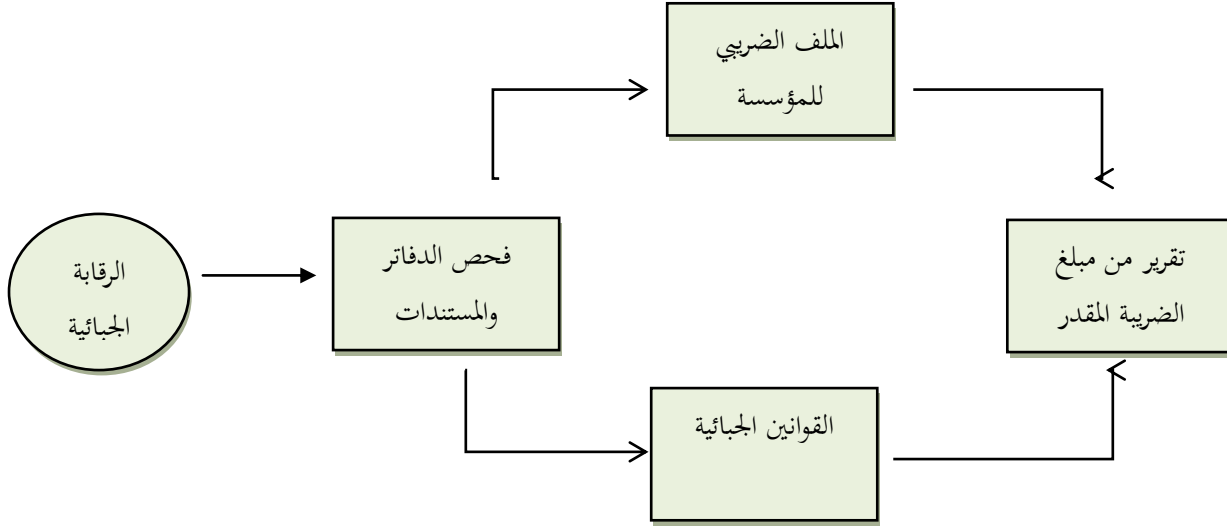 الملف الضريبي
للمؤسسة
الرقابة
الجبائية
فحص الدفاتر
والمستندات
تقرير من مبلغ
الضريبة المقدر
القوانين الجبائية